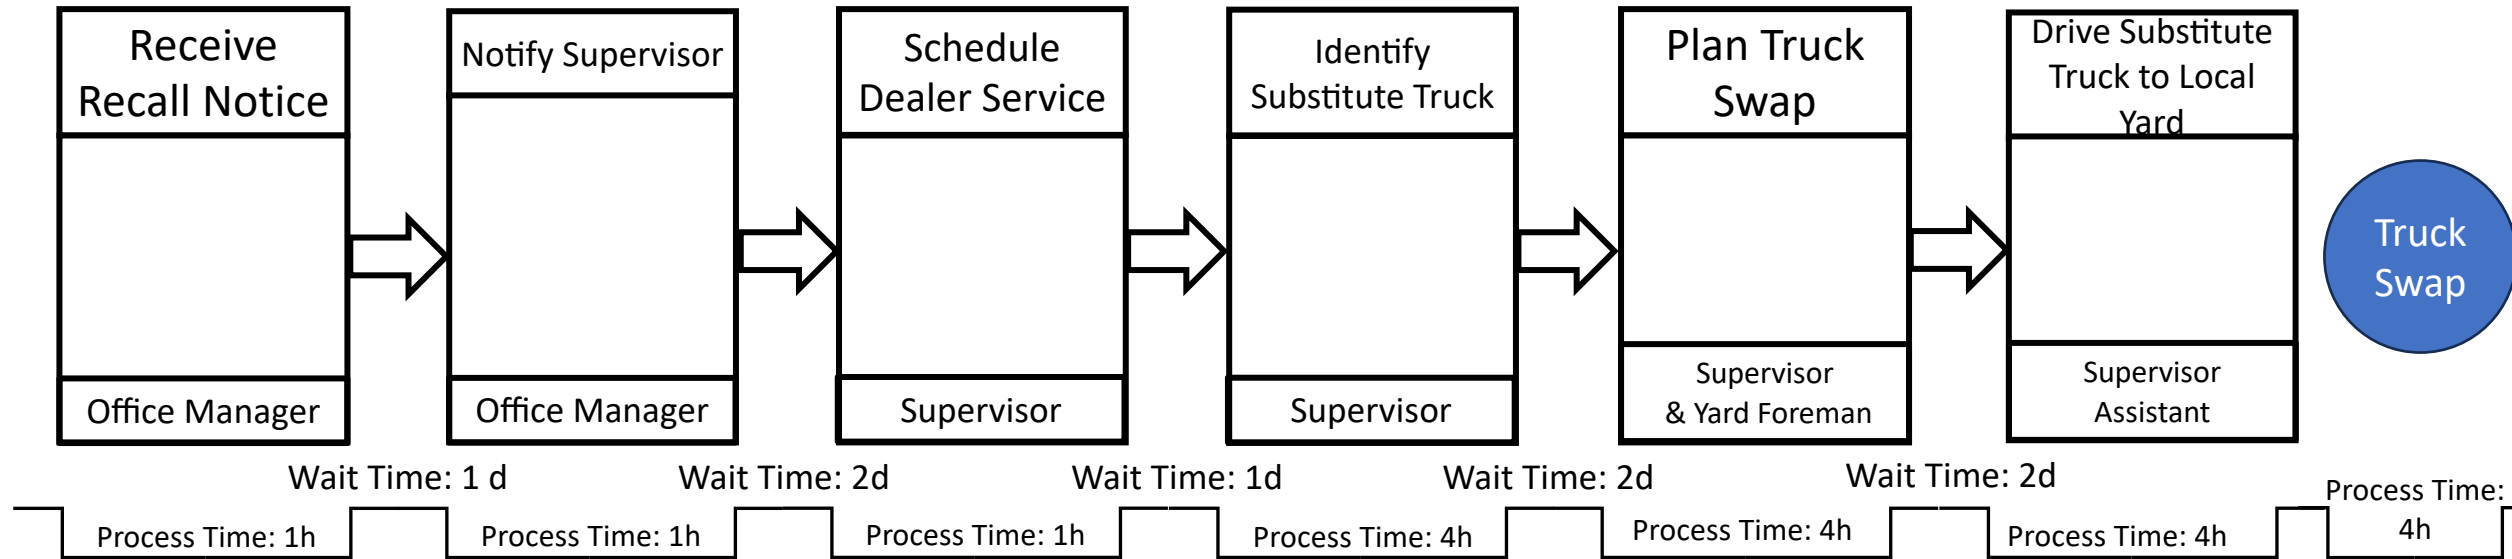 Receive
Recall Notice
Office Manager
Notify Supervisor
Office Manager
Schedule
Dealer Service
Supervisor
Identify
Substitute Truck
Supervisor
Plan Truck
Swap
Supervisor
& Yard Foreman
Drive Substitute
Truck to Local
Yard
Supervisor
Assistant
Truck
Swap
Wait Time: 1 d
Wait Time: 2d
Wait Time: 1d
Wait Time: 2d
Wait Time: 2d
Process Time: 1h
Process Time: 1h
Process Time: 1h
Process Time: 4h
Process Time: 4h
Process Time: 4h
Process Time:
4h